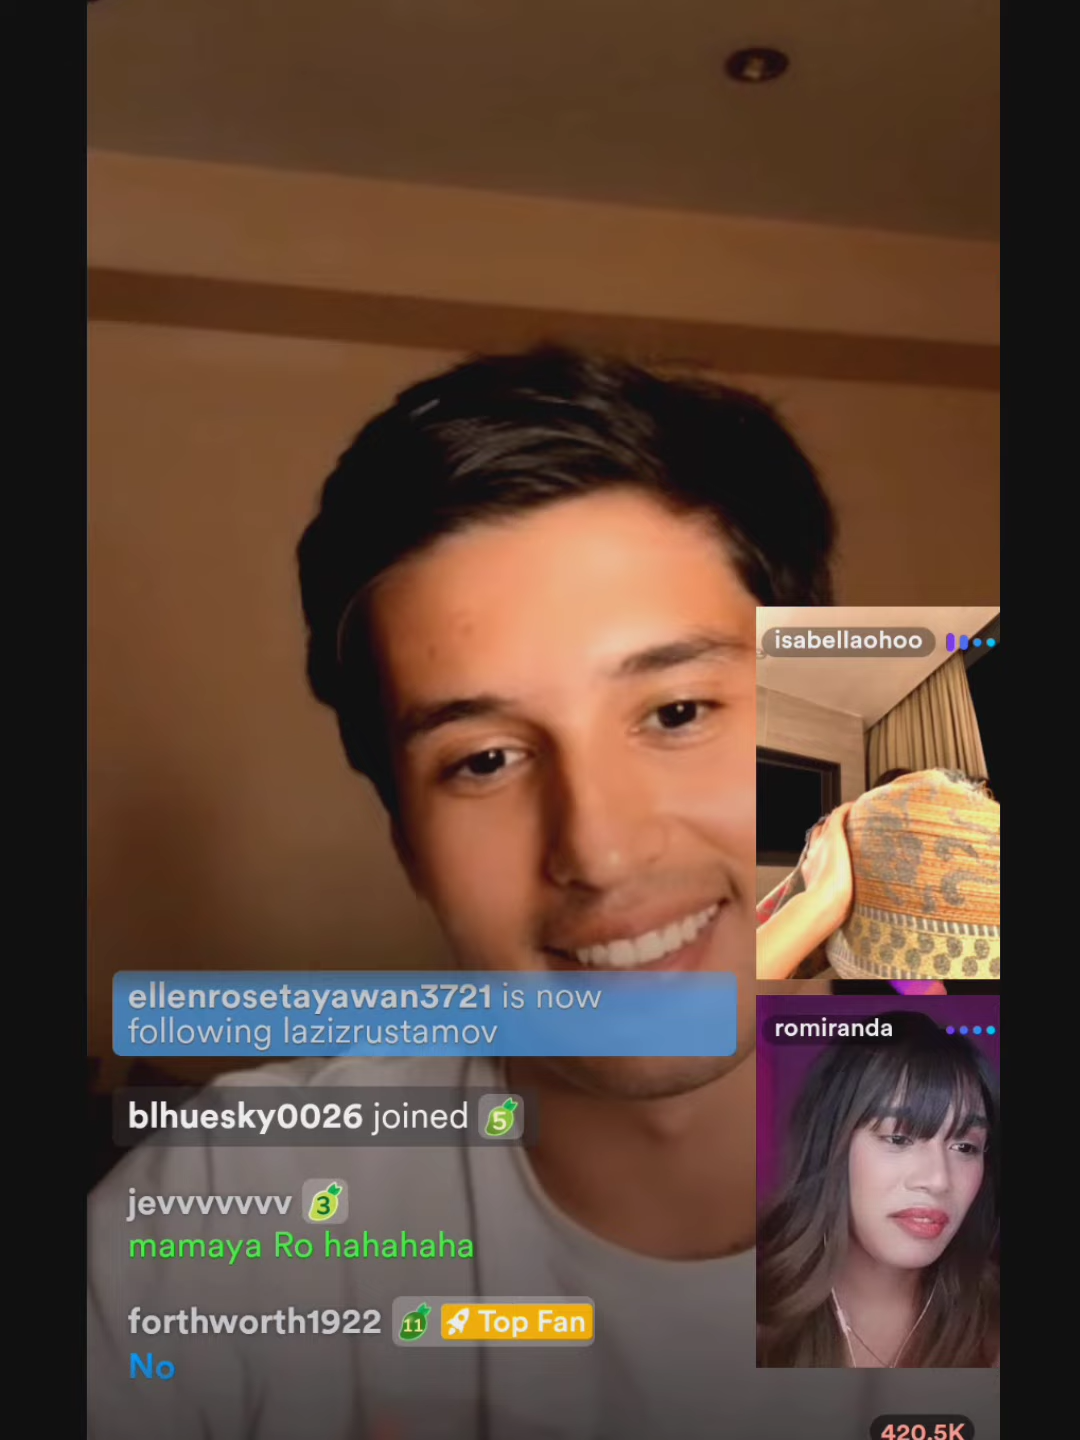 isabellaohoo
romiranda
ellenrosetayawan3721 is now
following lazizrustamov
blhuesky0026 joined 5
jevvvvvvv 3
mamaya Ro hahahaha
forthworth1922 11 Top Fan
No
420.5K